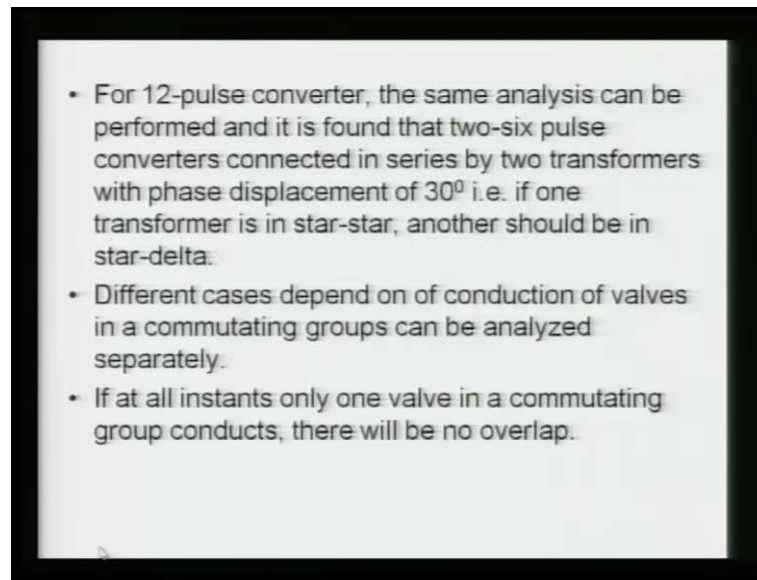 • For 12-pulse converter, the same analysis can be
performed and it is found that two-six pulse
converters connected in series by two transformers
with phase displacement of 30⁰ i.e. if one
transformer is in star-star, another should be in
star-delta.
• Different cases depend on of conduction of valves
in a commutating groups can be analyzed
separately.
• If at all instants only one valve in a commutating
group conducts, there will be no overlap.